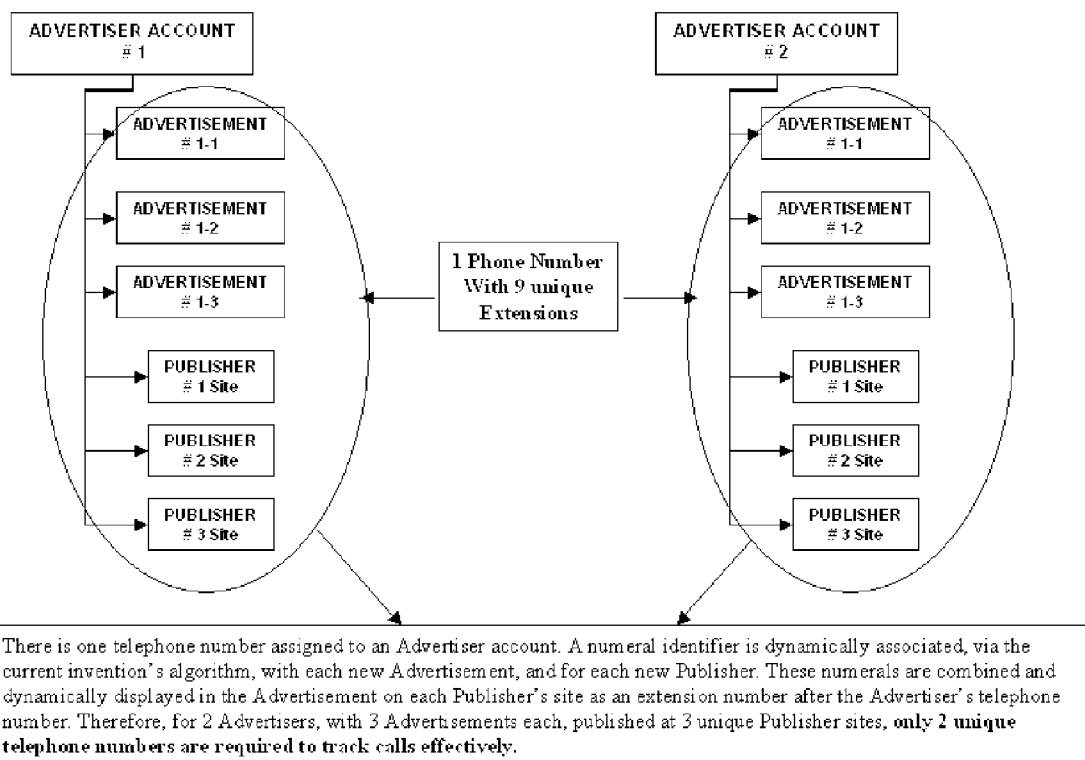 ADVERTISER ACCOUNT
# 1
ADVERTISEMENT
# 1-1
ADVERTISEMENT
# 1-2
ADVERTISEMENT
# 1-3
PUBLISHER
# 1 Site
PUBLISHER
# 2 Site
PUBLISHER
# 3 Site
1 Phone Number
With 9 unique
Extensions
ADVERTISER ACCOUNT
# 2
ADVERTISEMENT
# 1-1
ADVERTISEMENT
# 1-2
ADVERTISEMENT
# 1-3
PUBLISHER
# 1 Site
PUBLISHER
# 2 Site
PUBLISHER
# 3 Site
There is one telephone number assigned to an Advertiser account. A numeral identifier is dynamically associated, via the
current invention's algorithm, with each new Advertisement, and for each new Publisher. These numerals are combined and
dynamically displayed in the Advertisement on each Publisher's site as an extension number after the Advertiser's telephone
number. Therefore, for 2 Advertisers, with 3 Advertisements each, published at 3 unique Publisher sites, only 2 unique
telephone numbers are required to track calls effectively.